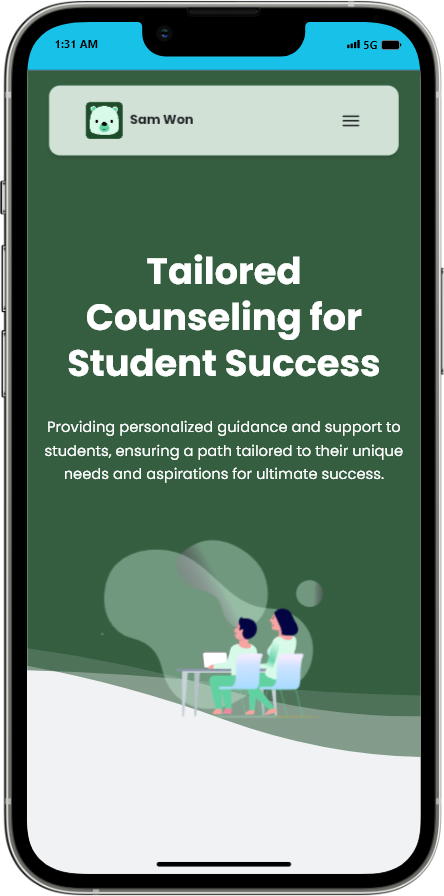 1:31 AM
5G
Sam Won
Tailored
Counseling for
Student Success
Providing personalized guidance and support to
students, ensuring a path tailored to their unique
needs and aspirations for ultimate success.